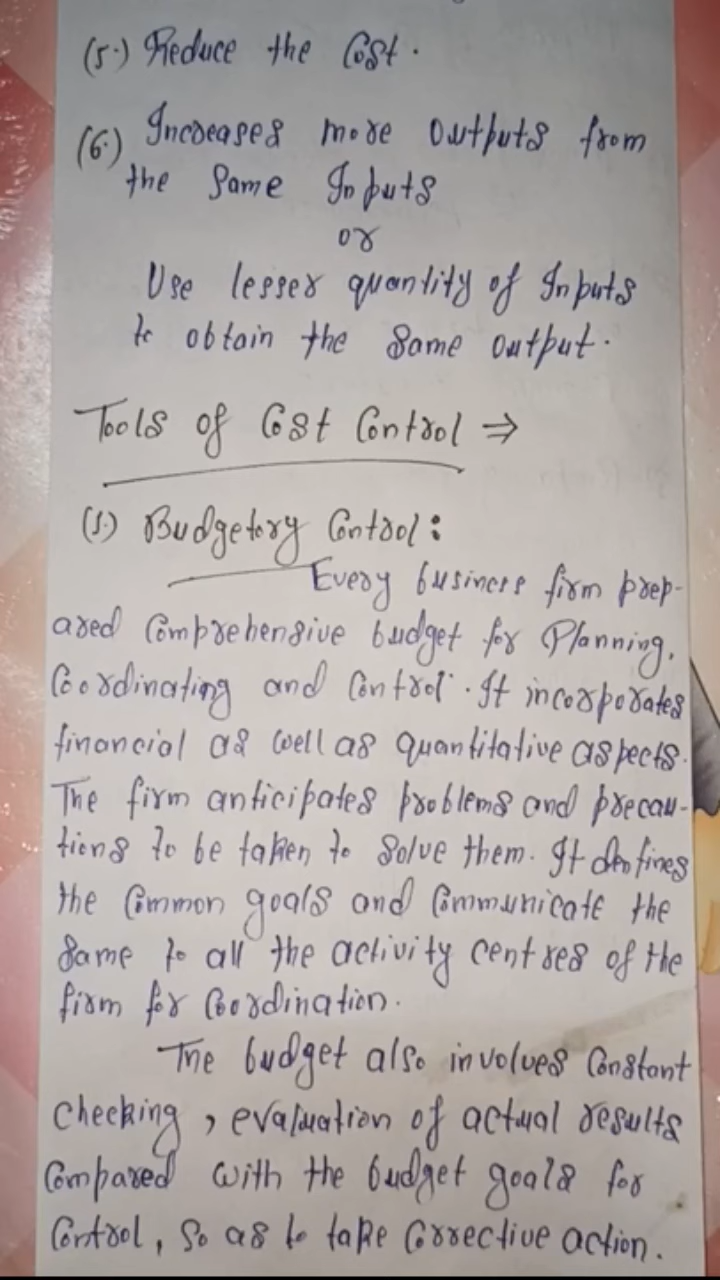 (5.) Reduce the Cost.
(6.) Increases more outputs from
the Same Inputs
or
Use lesser quantity of Inputs
to obtain the Same output.
Tools of Cost Control ⇒
(1.) Budgetory Control:
Every business firm prep-
ared Comprehensive budget for Planning,
Coordinating and Control. It incorporates
financial as well as quantitative aspects.
The firm anticipates problems and precau-
tions to be taken to Solve them. It defines
the Common goals and Communicate the
Same to all the activity centres of the
firm for Coordination.
The budget also involves Constant
Checking, evaluation of actual results
Compared with the budget goals for
Control, So as to take Corrective action.